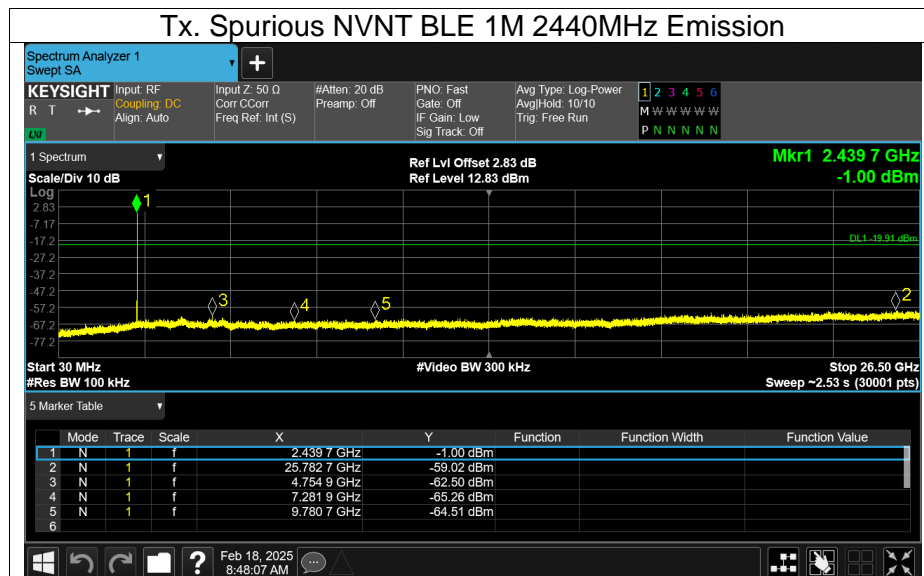 Tx. Spurious NVNT BLE 1M 2440MHz Emission
Spectrum Analyzer 1
Swept SA
+
KEYSIGHT
R T
LXI
Input: RF
Coupling: DC
Align: Auto
Input Z: 50 Ω
Corr CCorr
Freq Ref: Int (S)
#Atten: 20 dB
Preamp: Off
PNO: Fast
Gate: Off
IF Gain: Low
Sig Track: Off
Avg Type: Log-Power
Avg|Hold: 10/10
Trig: Free Run
1 2 3 4 5 6
M W W W W W
P N N N N N
1 Spectrum
Scale/Div 10 dB
Ref Lvl Offset 2.83 dB
Ref Level 12.83 dBm
Mkr1 2.439 7 GHz
-1.00 dBm
Log
2.83
-7.17
-17.2
-27.2
-37.2
-47.2
-57.2
-67.2
-77.2
1
DL1 -19.91 dBm
3
4
5
2
Start 30 MHz
#Res BW 100 kHz
#Video BW 300 kHz
Stop 26.50 GHz
Sweep ~2.53 s (30001 pts)
5 Marker Table
Mode Trace Scale X Y Function Function Width Function Value
1 N 1 f 2.439 7 GHz -1.00 dBm
2 N 1 f 25.782 7 GHz -59.02 dBm
3 N 1 f 4.754 9 GHz -62.50 dBm
4 N 1 f 7.281 9 GHz -65.26 dBm
5 N 1 f 9.780 7 GHz -64.51 dBm
6
?
Feb 18, 2025
8:48:07 AM